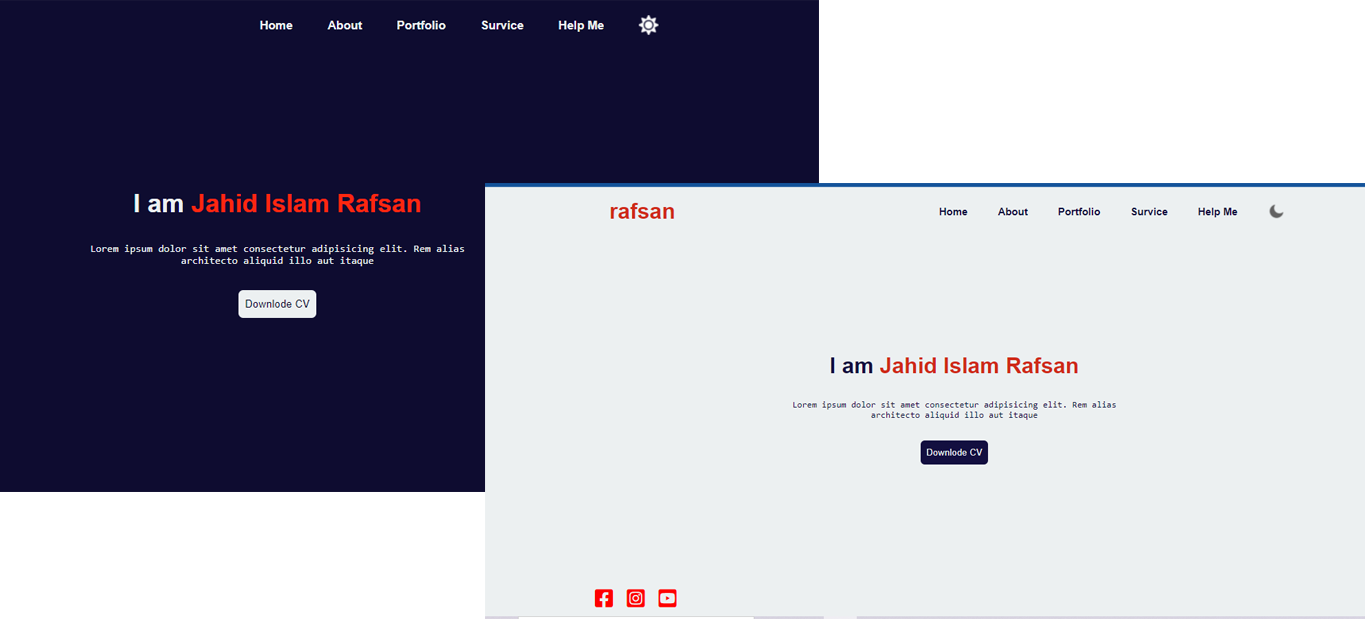 Home About Portfolio Survice Help Me
I am Jahid Islam Rafsan
Lorem ipsum dolor sit amet consectetur adipisicing elit. Rem alias
architecto aliquid illo aut itaque
Downlode CV
rafsan
Home About Portfolio Survice Help Me
I am Jahid Islam Rafsan
Lorem ipsum dolor sit amet consectetur adipisicing elit. Rem alias
architecto aliquid illo aut itaque
Downlode CV